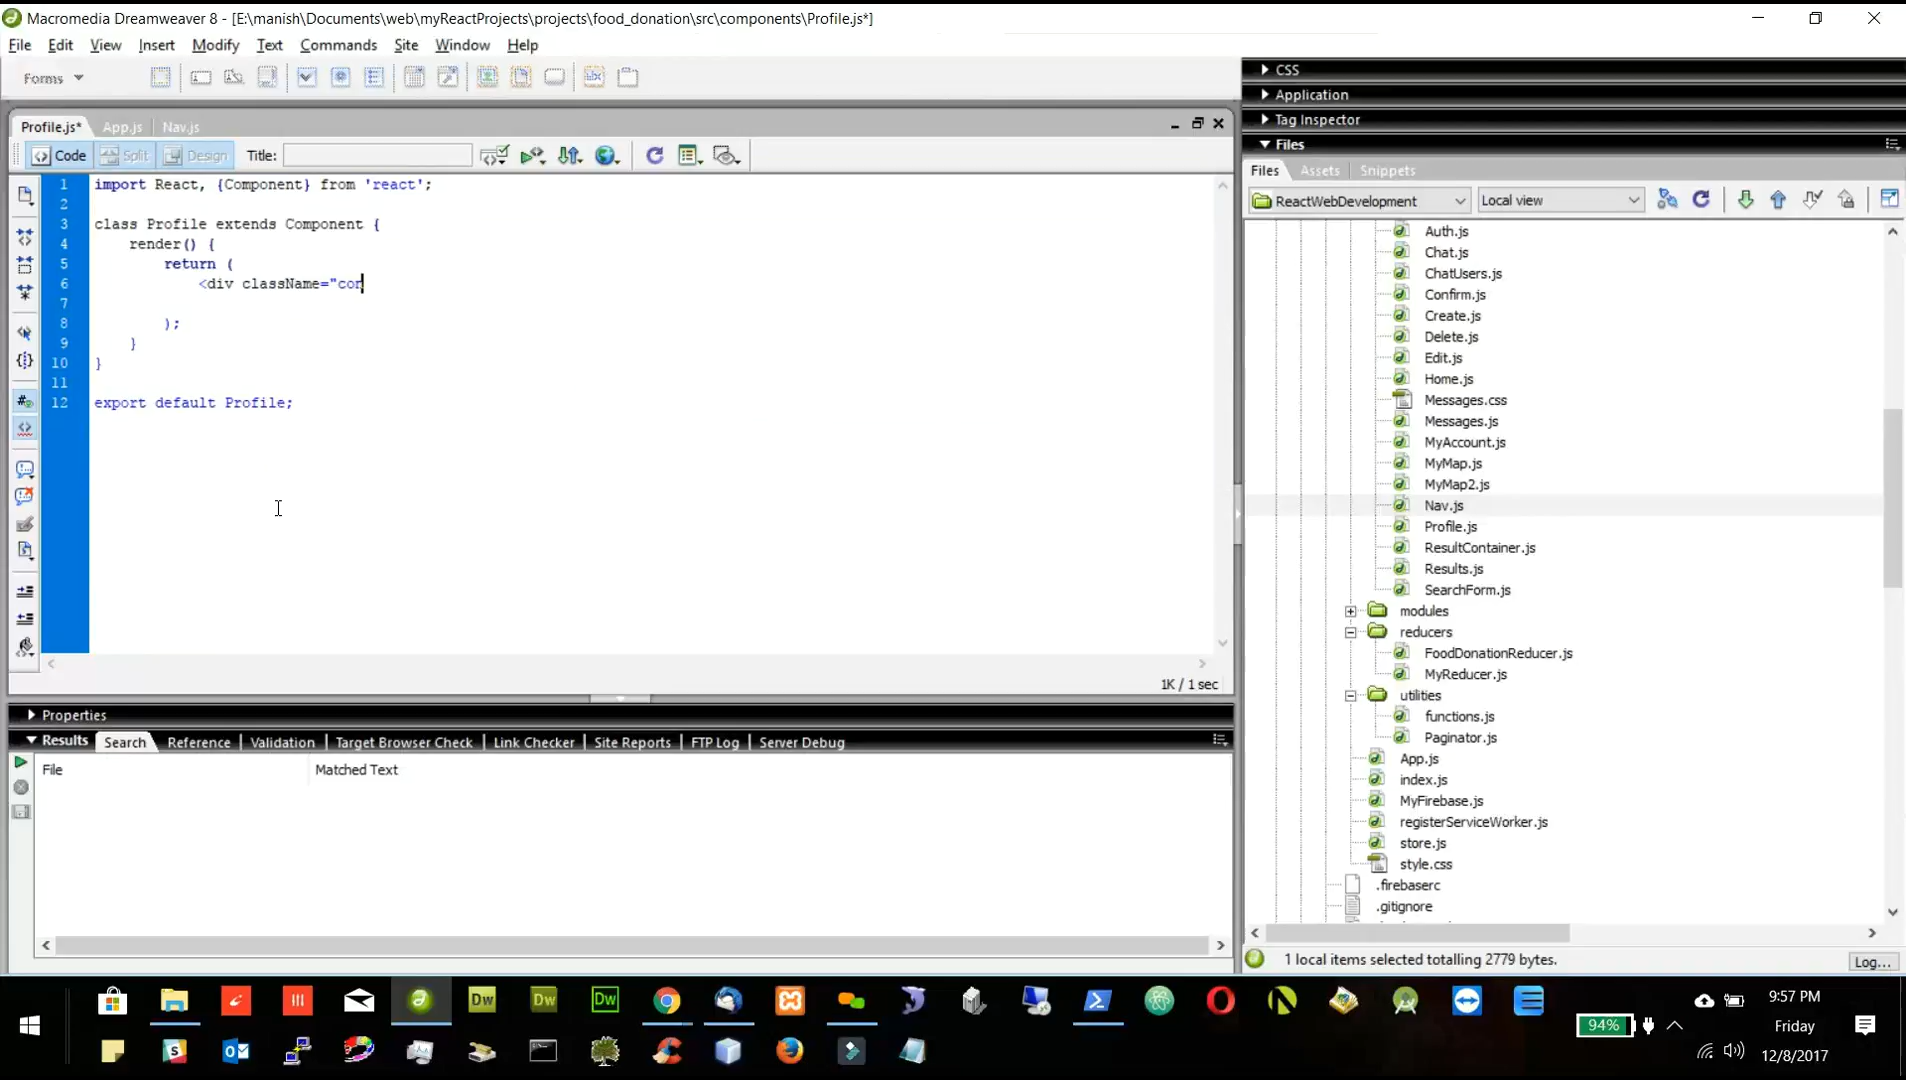 Macromedia Dreamweaver 8 - [E:\manish\Documents\web\myReactProjects\projects\food_donation\src\components\Profile.js*]
File Edit View Insert Modify Text Commands Site Window Help
Forms
Profile.js* App.js Nav.js
Code Split Design Title:
1 import React, {Component} from 'react';
2
3 class Profile extends Component {
4 render() {
5 return (
6 <div className="con
7
8 );
9 }
10 }
11
12 export default Profile;
1K / 1 sec
Properties
Results Search Reference Validation Target Browser Check Link Checker Site Reports FTP Log Server Debug
File Matched Text
CSS
Application
Tag Inspector
Files
Files Assets Snippets
ReactWebDevelopment Local view
Auth.js
Chat.js
ChatUsers.js
Confirm.js
Create.js
Delete.js
Edit.js
Home.js
Messages.css
Messages.js
MyAccount.js
MyMap.js
MyMap2.js
Nav.js
Profile.js
ResultContainer.js
Results.js
SearchForm.js
modules
reducers
FoodDonationReducer.js
MyReducer.js
utilities
functions.js
Paginator.js
App.js
index.js
MyFirebase.js
registerServiceWorker.js
store.js
style.css
.firebaserc
.gitignore
1 local items selected totalling 2779 bytes.
Log...
Dw Dw Dw
94%
9:57 PM
Friday
12/8/2017